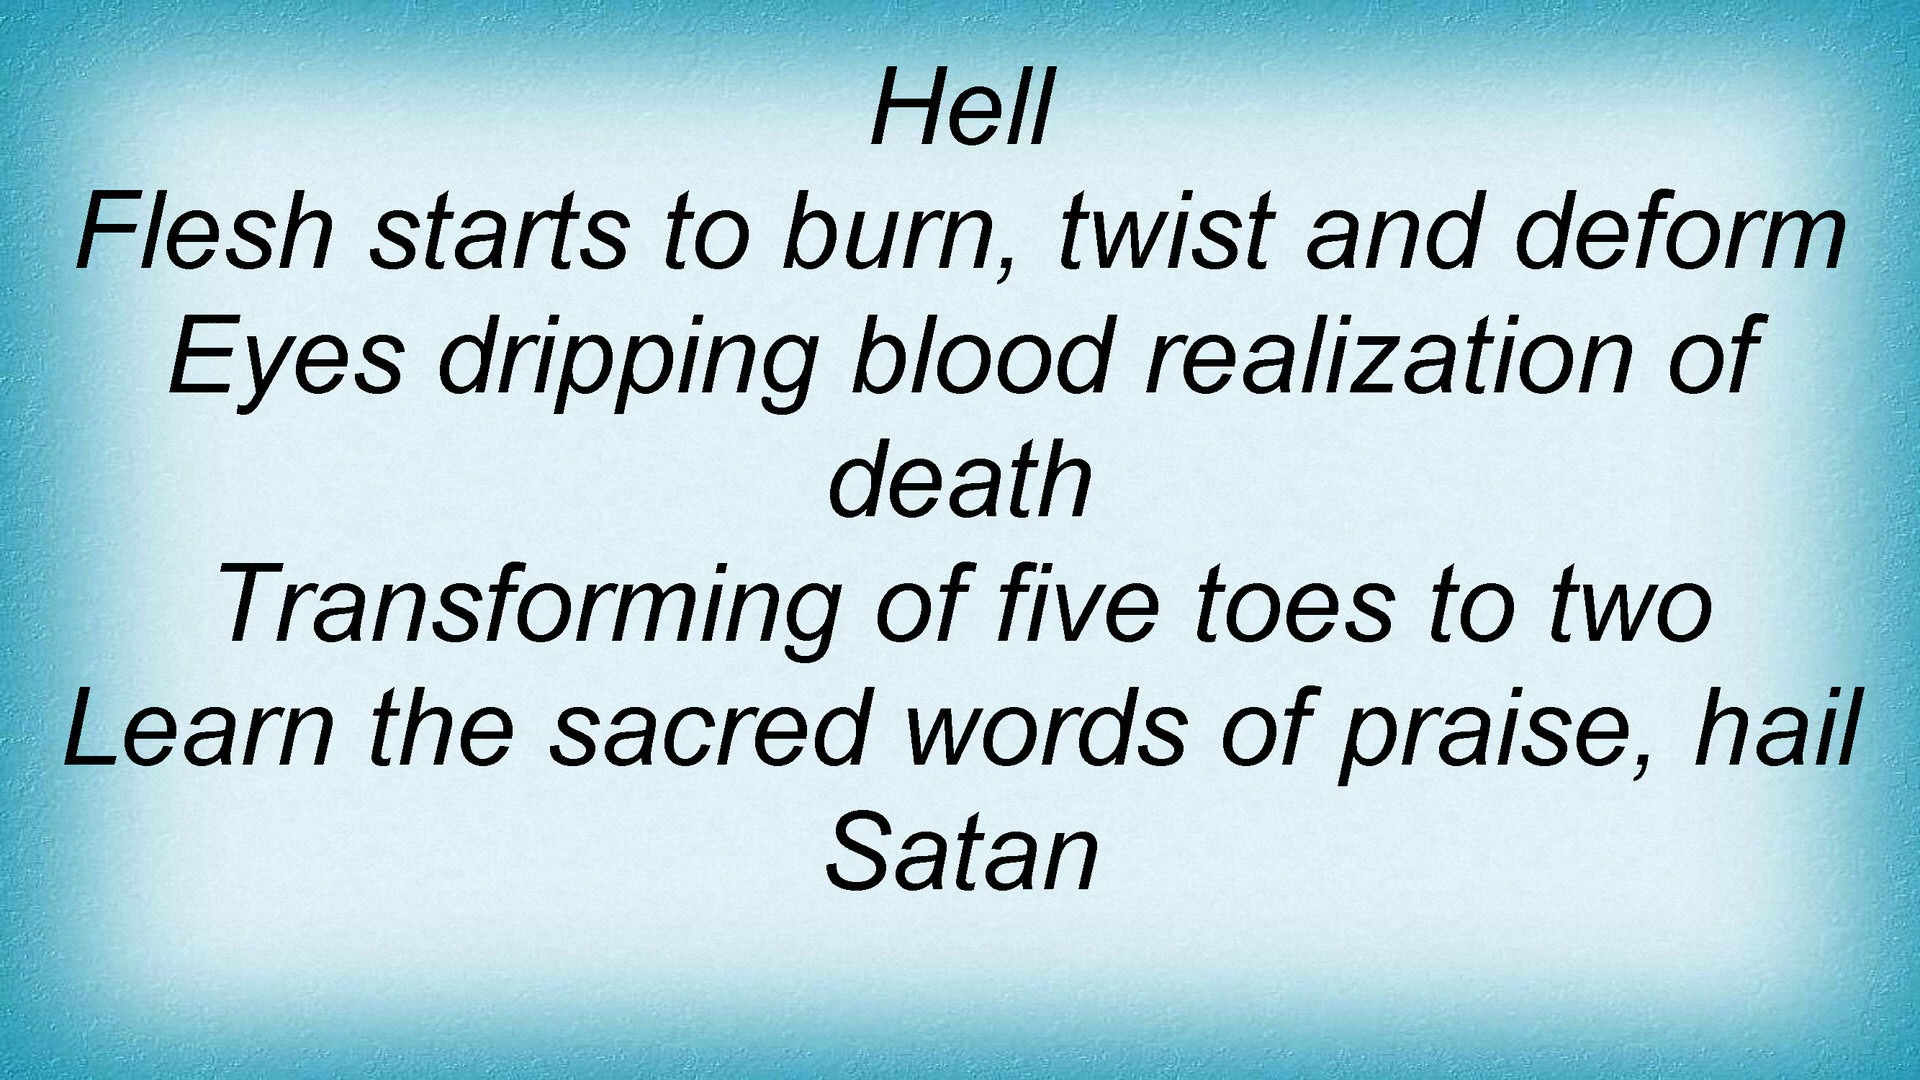 Hell
Flesh starts to burn, twist and deform
Eyes dripping blood realization of
death
Transforming of five toes to two
Learn the sacred words of praise, hail
Satan